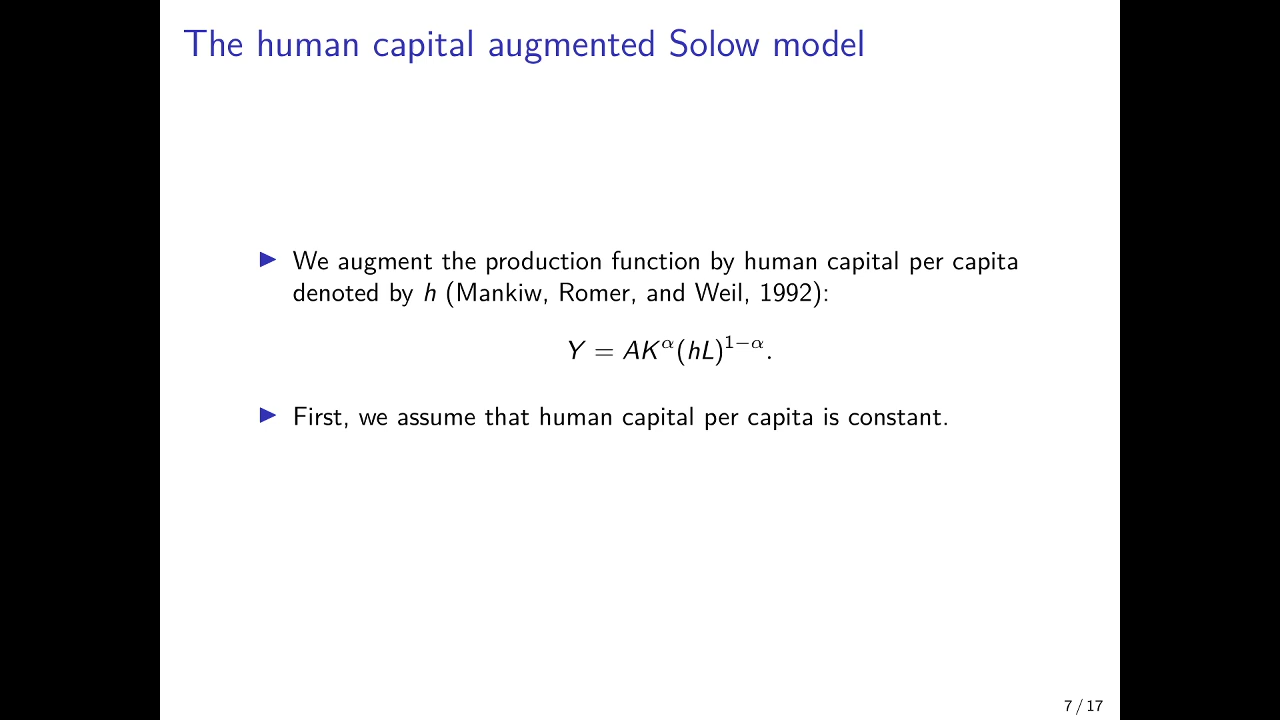 The human capital augmented Solow model
▶ We augment the production function by human capital per capita
denoted by h (Mankiw, Romer, and Weil, 1992):
Y = AK^α(hL)^{1−α}.
▶ First, we assume that human capital per capita is constant.
7 / 17